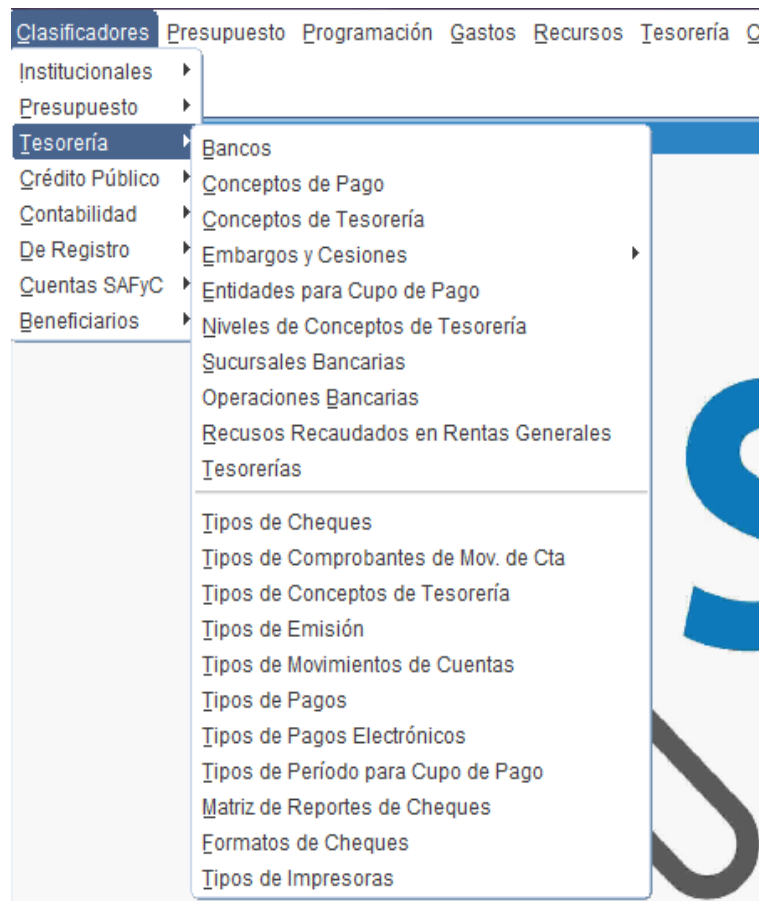 Clasificadores Presupuesto Programación Gastos Recursos Tesorería
Institucionales
Presupuesto
Tesorería
Crédito Público
Contabilidad
De Registro
Cuentas SAFyC
Beneficiarios
Bancos
Conceptos de Pago
Conceptos de Tesorería
Embargos y Cesiones
Entidades para Cupo de Pago
Niveles de Conceptos de Tesorería
Sucursales Bancarias
Operaciones Bancarias
Recusos Recaudados en Rentas Generales
Tesorerías
Tipos de Cheques
Tipos de Comprobantes de Mov. de Cta
Tipos de Conceptos de Tesorería
Tipos de Emisión
Tipos de Movimientos de Cuentas
Tipos de Pagos
Tipos de Pagos Electrónicos
Tipos de Período para Cupo de Pago
Matriz de Reportes de Cheques
Formatos de Cheques
Tipos de Impresoras